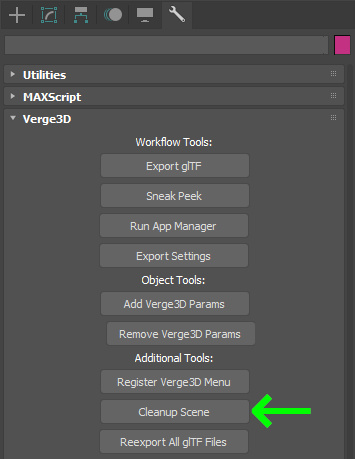 Utilities
MAXScript
Verge3D
Workflow Tools:
Export glTF
Sneak Peek
Run App Manager
Export Settings
Object Tools:
Add Verge3D Params
Remove Verge3D Params
Additional Tools:
Register Verge3D Menu
Cleanup Scene
Reexport All glTF Files